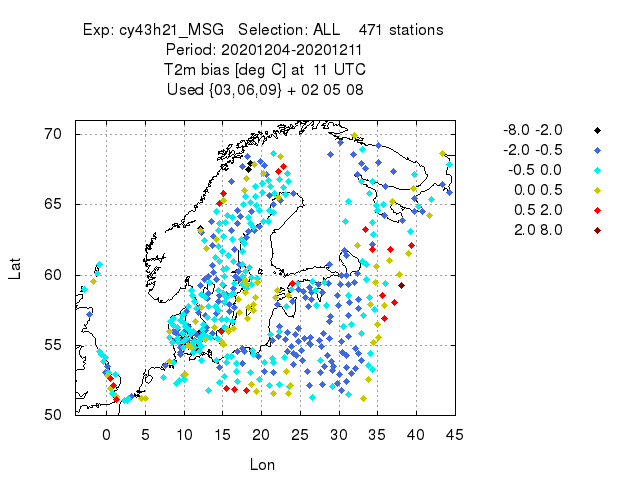 Exp: cy43h21_MSG   Selection: ALL    471 stations
Period: 20201204-20201211
T2m bias [deg C] at  11 UTC
Used {03,06,09} + 02 05 08
-8.0 -2.0
-2.0 -0.5
-0.5 0.0
0.0 0.5
0.5 2.0
2.0 8.0
Lat
70
65
60
55
50
0 5 10 15 20 25 30 35 40 45
Lon